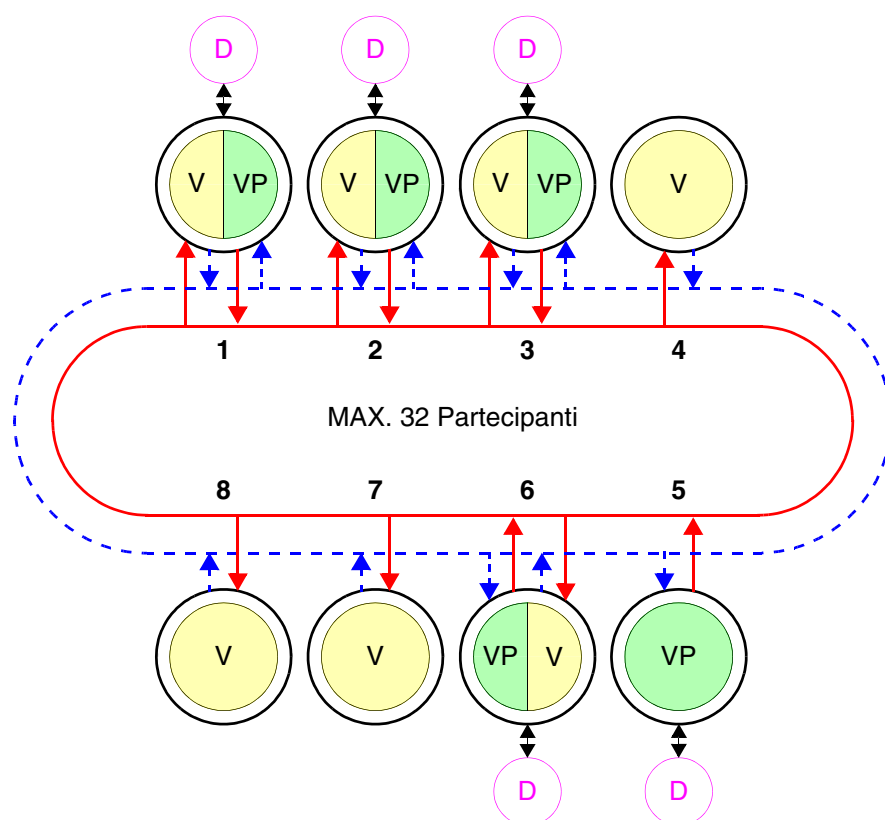 D D D
V VP V VP V VP V
1 2 3 4
MAX. 32 Partecipanti
8 7 6 5
V V VP V VP
D D